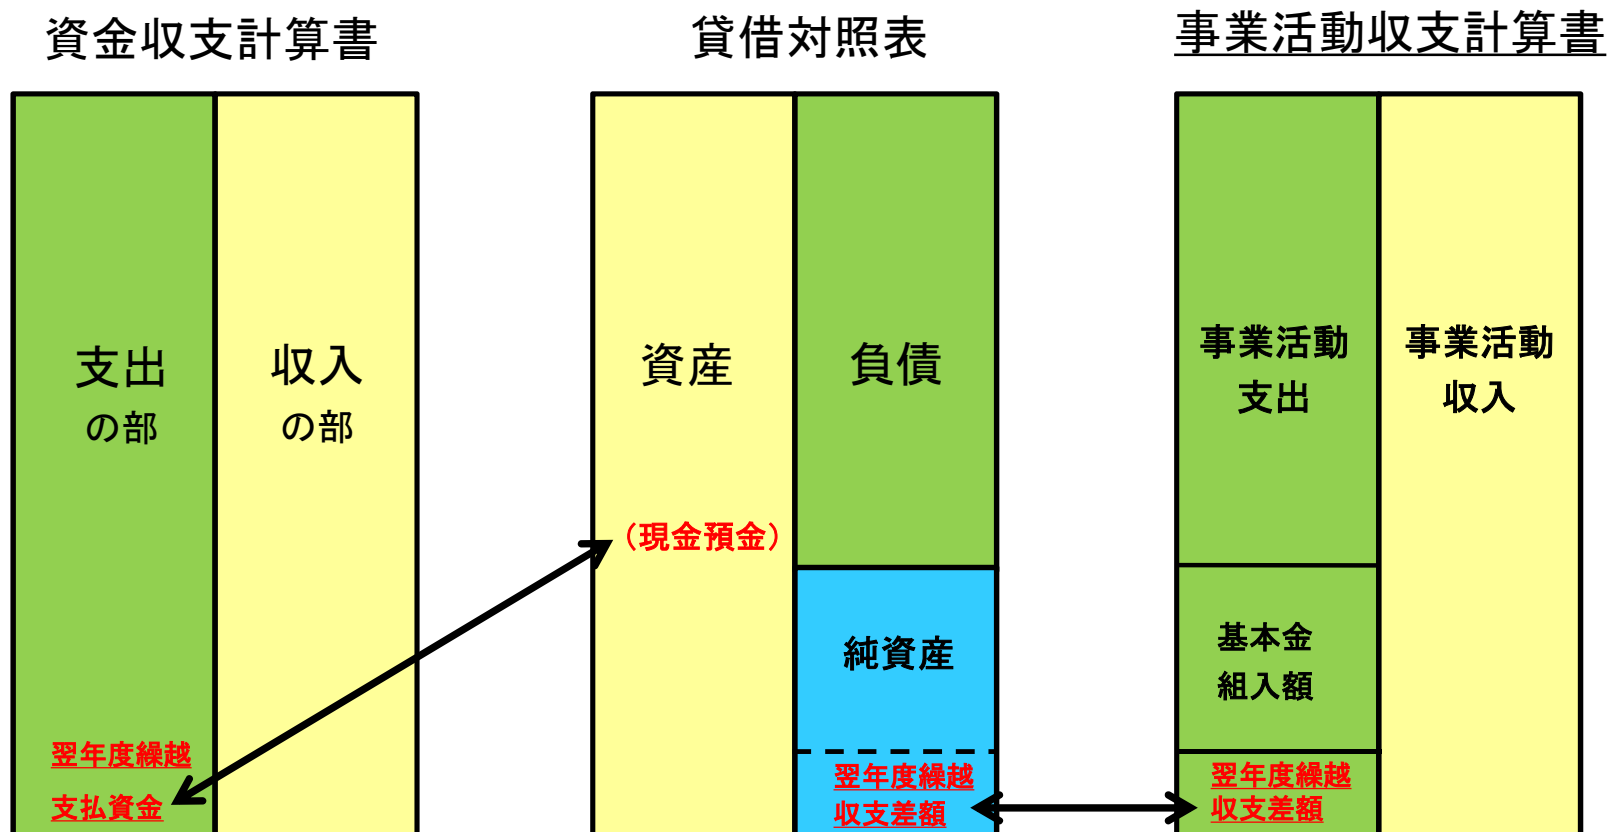 資金収支計算書
支出
の部
収入
の部
翌年度繰越
支払資金
貸借対照表
資産
(現金預金)
負債
純資産
翌年度繰越
収支差額
事業活動収支計算書
事業活動
支出
事業活動
収入
基本金
組入額
翌年度繰越
収支差額